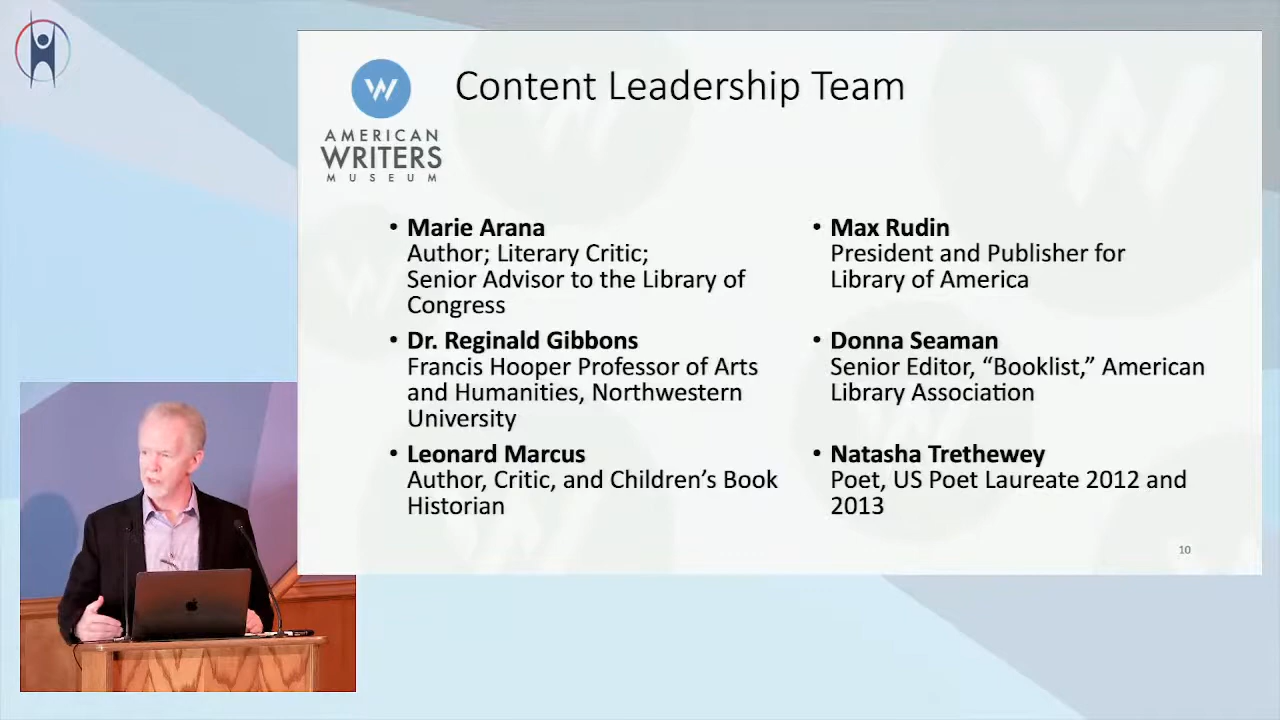 Content Leadership Team
W
AMERICAN
WRITERS
MUSEUM
• Marie Arana
Author; Literary Critic;
Senior Advisor to the Library of
Congress
• Dr. Reginald Gibbons
Francis Hooper Professor of Arts
and Humanities, Northwestern
University
• Leonard Marcus
Author, Critic, and Children’s Book
Historian
• Max Rudin
President and Publisher for
Library of America
• Donna Seaman
Senior Editor, “Booklist,” American
Library Association
• Natasha Trethewey
Poet, US Poet Laureate 2012 and
2013
10